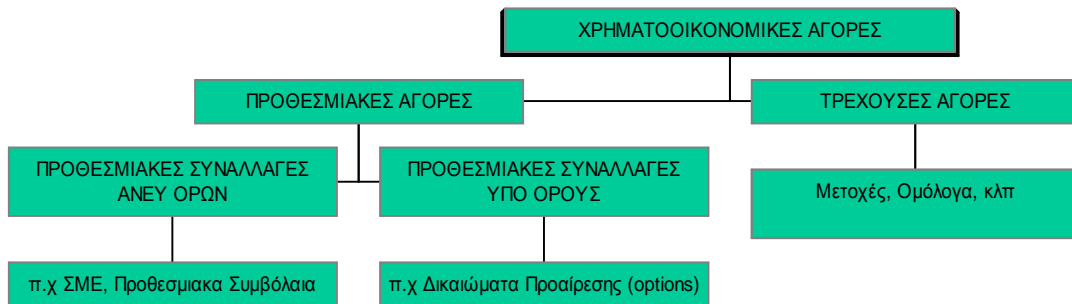 ΧΡΗΜΑΤΟΟΙΚΟΝΟΜΙΚΕΣ ΑΓΟΡΕΣ
ΠΡΟΘΕΣΜΙΑΚΕΣ ΑΓΟΡΕΣ
ΤΡΕΧΟΥΣΕΣ ΑΓΟΡΕΣ
ΠΡΟΘΕΣΜΙΑΚΕΣ ΣΥΝΑΛΛΑΓΕΣ
ΑΝΕΥ ΟΡΩΝ
ΠΡΟΘΕΣΜΙΑΚΕΣ ΣΥΝΑΛΛΑΓΕΣ
ΥΠΟ ΟΡΟΥΣ
Μετοχές, Ομόλογα, κλπ
π.χ ΣΜΕ, Προθεσμιακα Συμβόλαια
π.χ Δικαιώματα Προαίρεσης (options)